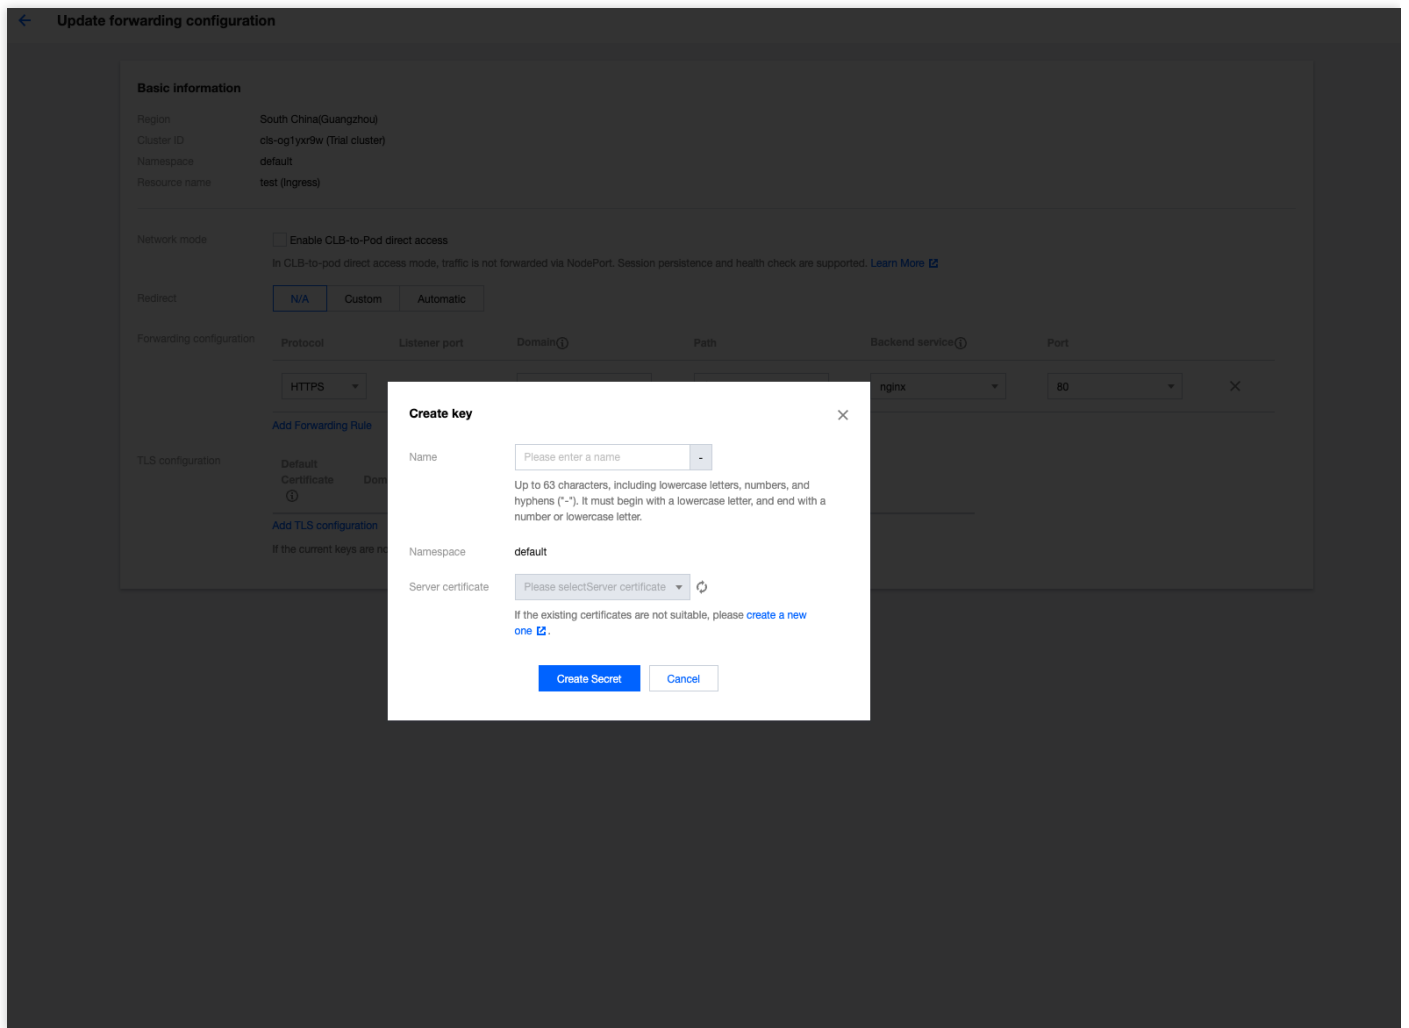 Update forwarding configuration
Basic information
Region South China(Guangzhou)
Cluster ID cls-og1yxr9w (Trial cluster)
Namespace default
Resource name test (Ingress)
Network mode Enable CLB-to-Pod direct access
In CLB-to-pod direct access mode, traffic is not forwarded via NodePort. Session persistence and health check are supported. Learn More
Redirect N/A Custom Automatic
Forwarding configuration Protocol Listener port Domain Path Backend service Port
HTTPS nginx 80
Add Forwarding Rule
TLS configuration Default
Certificate
Add TLS configuration
If the current keys are
Create key
Name Please enter a name -
Up to 63 characters, including lowercase letters, numbers, and
hyphens ("-"). It must begin with a lowercase letter, and end with a
number or lowercase letter.
Namespace default
Server certificate Please selectServer certificate
If the existing certificates are not suitable, please create a new
one .
Create Secret Cancel